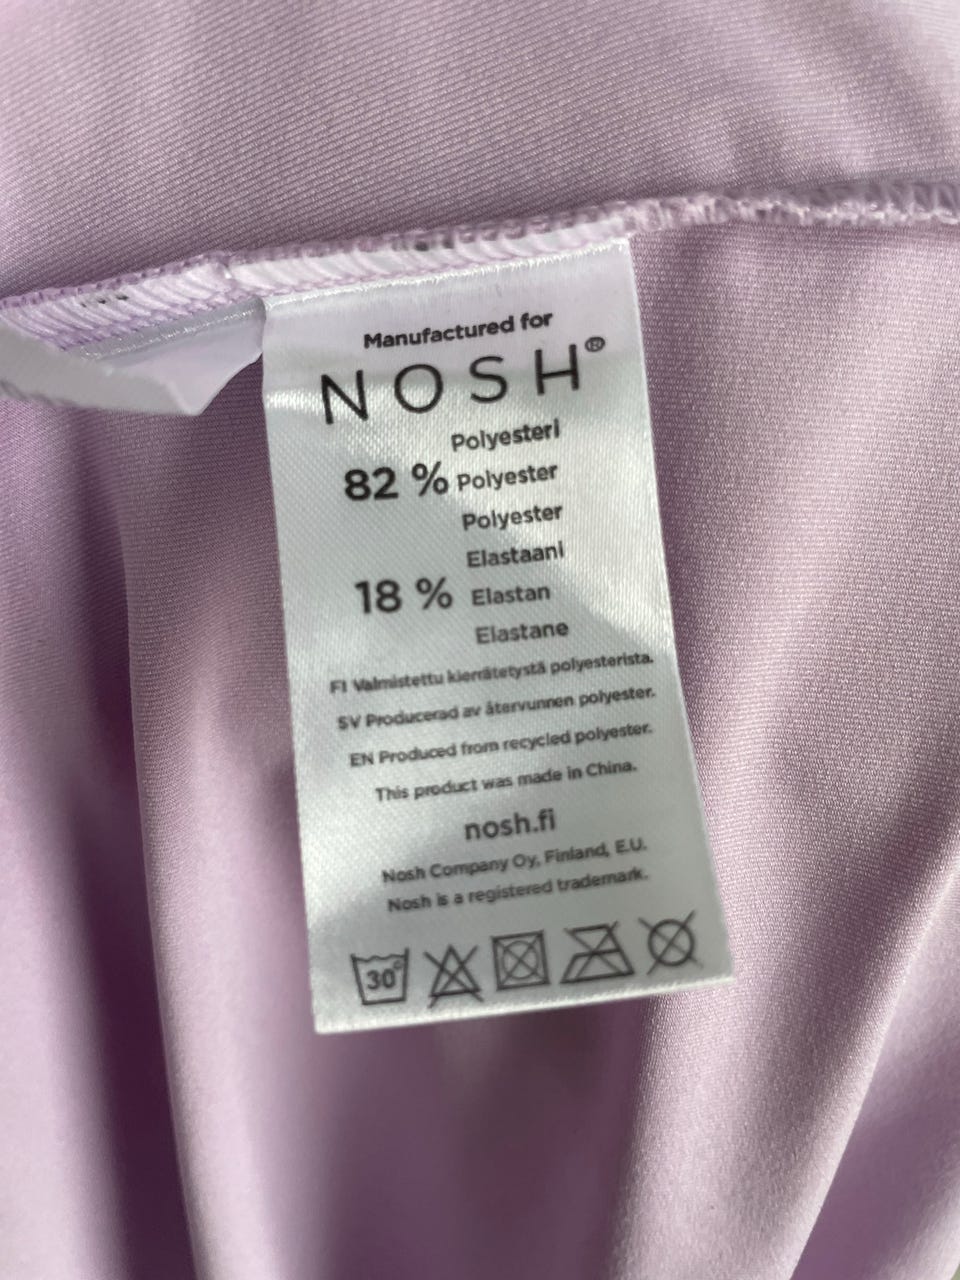 Manufactured for
NOSH®
Polyesteri
82 % Polyester
Polyester
Elastaani
18 % Elastan
Elastane
FI Valmistettu kierrätetystä polyesterista.
SV Producerad av återvunnen polyester.
EN Produced from recycled polyester.
This product was made in China.
nosh.fi
Nosh Company Oy, Finland, E.U.
Nosh is a registered trademark.
30°